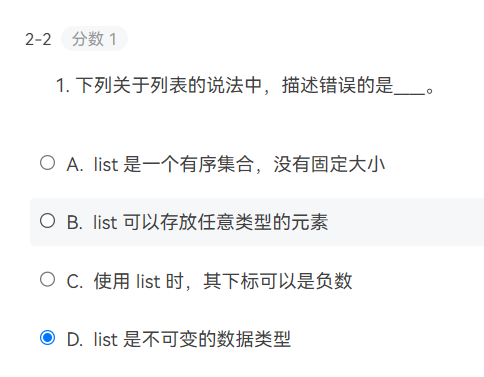 2-2 分数 1
1. 下列关于列表的说法中，描述错误的是____。
A. list 是一个有序集合，没有固定大小
B. list 可以存放任意类型的元素
C. 使用 list 时，其下标可以是负数
D. list 是不可变的数据类型